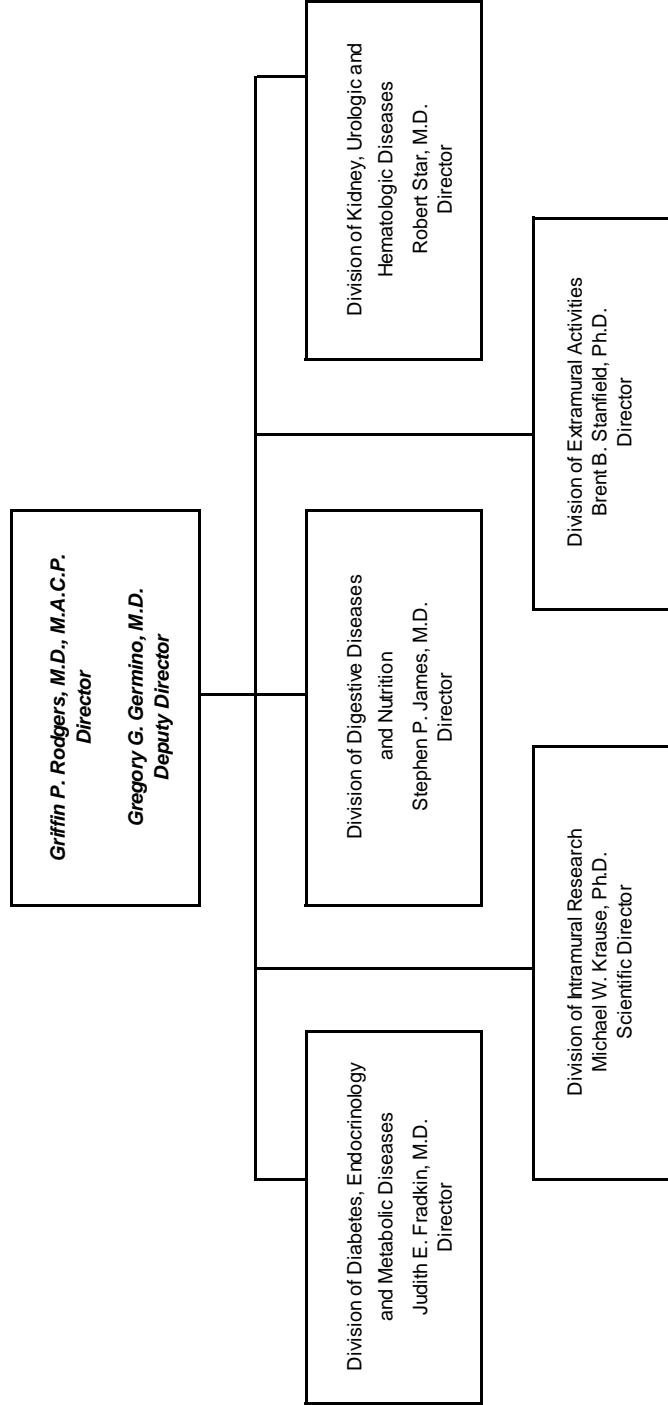 Griffin P. Rodgers, M.D., M.A.C.P.
Director
Gregory G. Germino, M.D.
Deputy Director
Division of Diabetes, Endocrinology
and Metabolic Diseases
Judith E. Fradkin, M.D.
Director
Division of Digestive Diseases
and Nutrition
Stephen P. James, M.D.
Director
Division of Kidney, Urologic and
Hematologic Diseases
Robert Star, M.D.
Director
Division of Intramural Research
Michael W. Krause, Ph.D.
Scientific Director
Division of Extramural Activities
Brent B. Stanfield, Ph.D.
Director